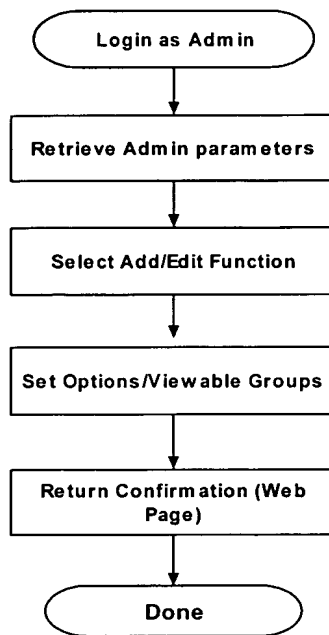 Login as Admin
Retrieve Admin parameters
Select Add/Edit Function
Set Options/Viewable Groups
Return Confirmation (Web
Page)
Done